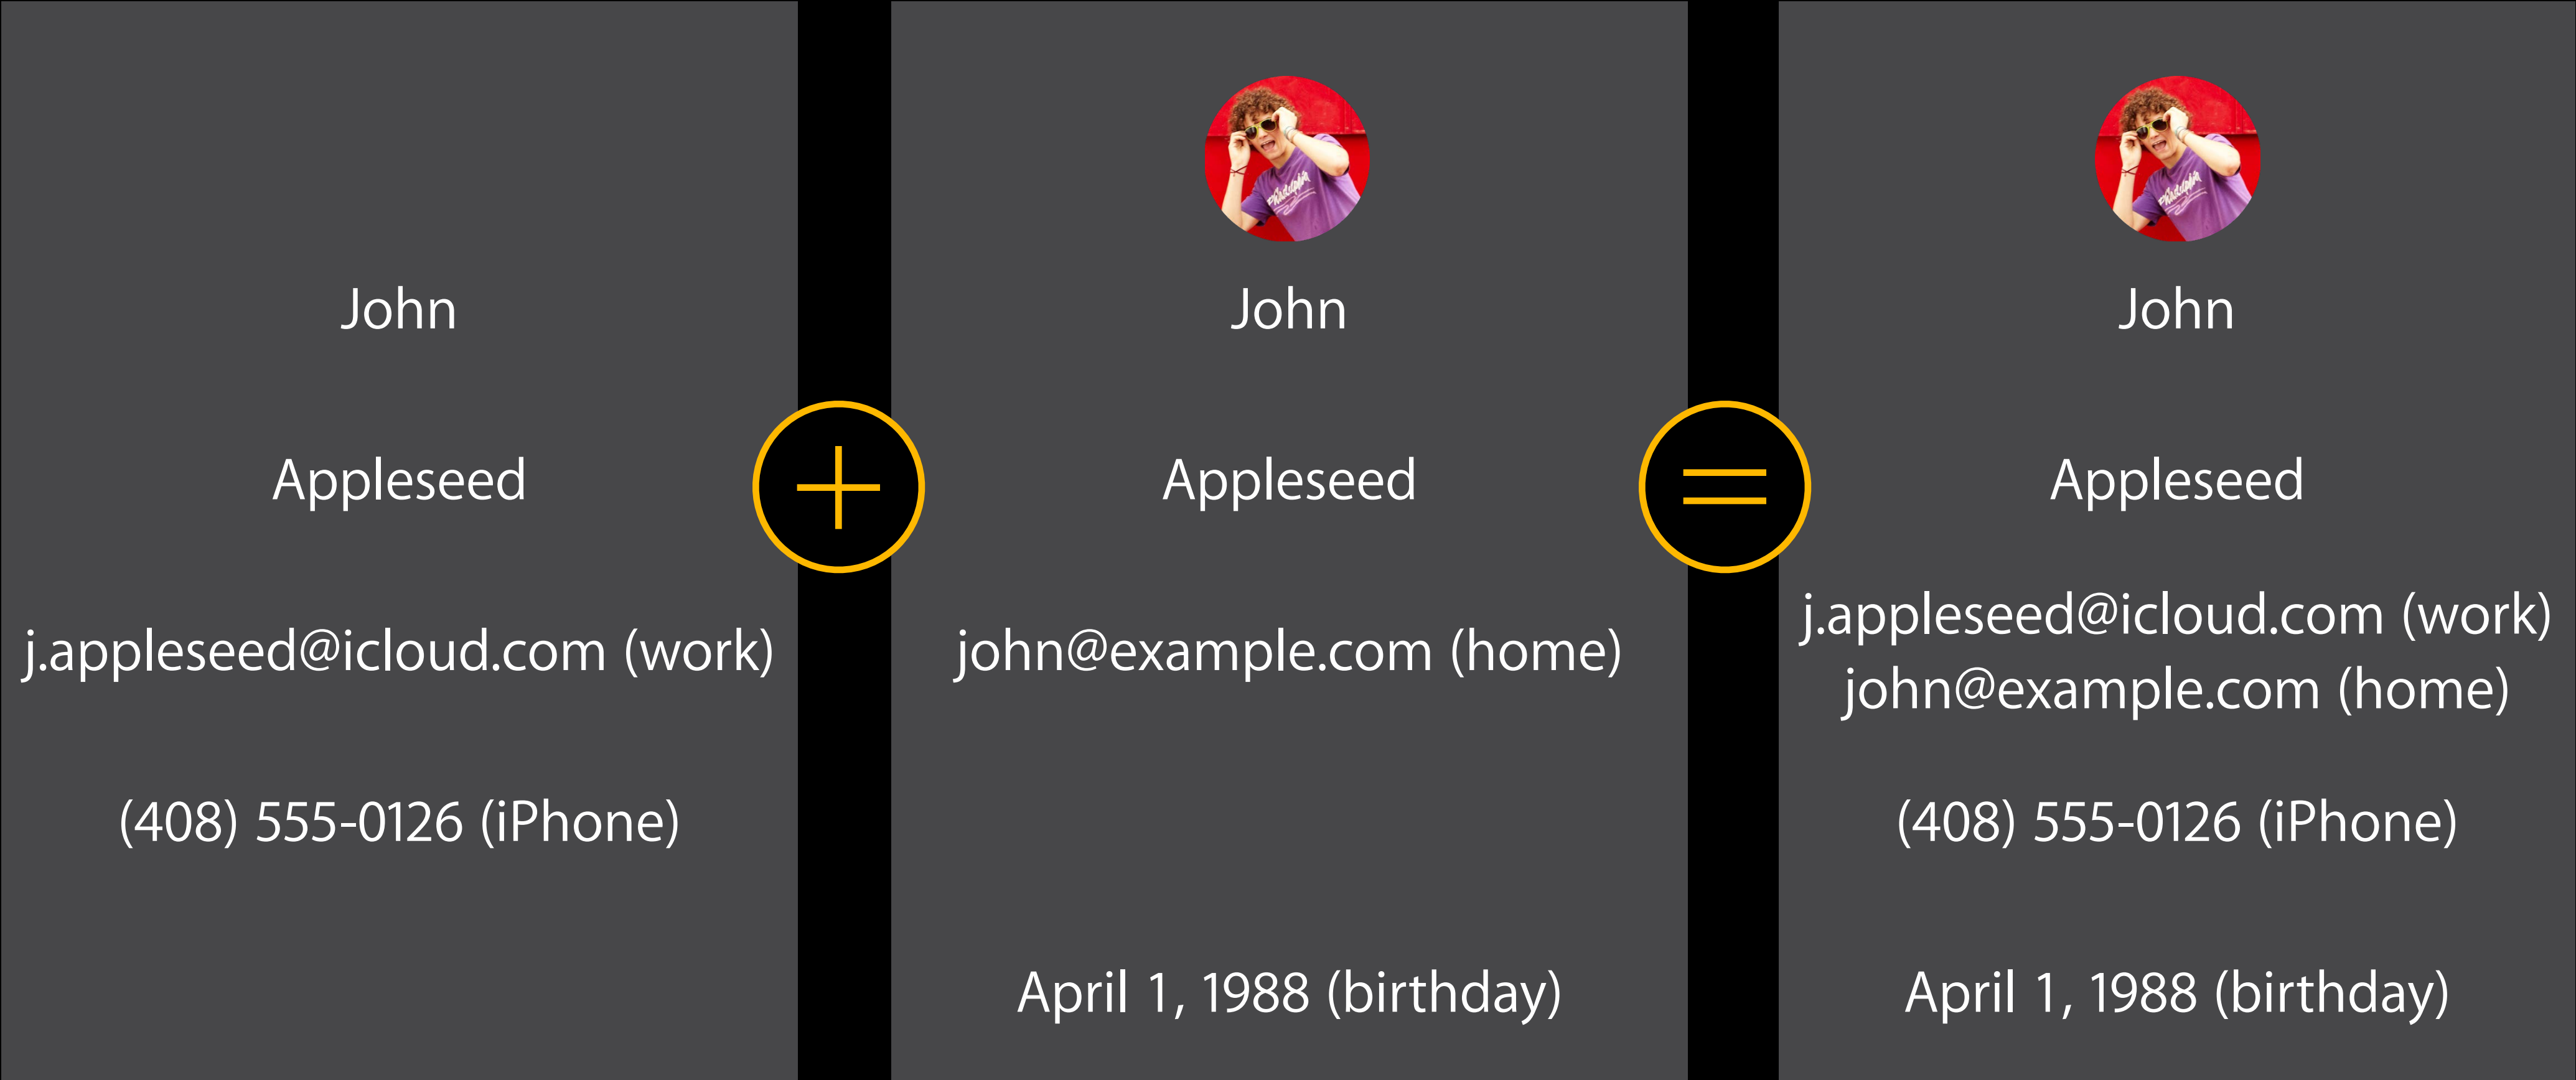 John
Appleseed
j.appleseed@icloud.com (work)
(408) 555-0126 (iPhone)
+
Philadelphia
John
Appleseed
john@example.com (home)
April 1, 1988 (birthday)
=
Philadelphia
John
Appleseed
j.appleseed@icloud.com (work)
john@example.com (home)
(408) 555-0126 (iPhone)
April 1, 1988 (birthday)